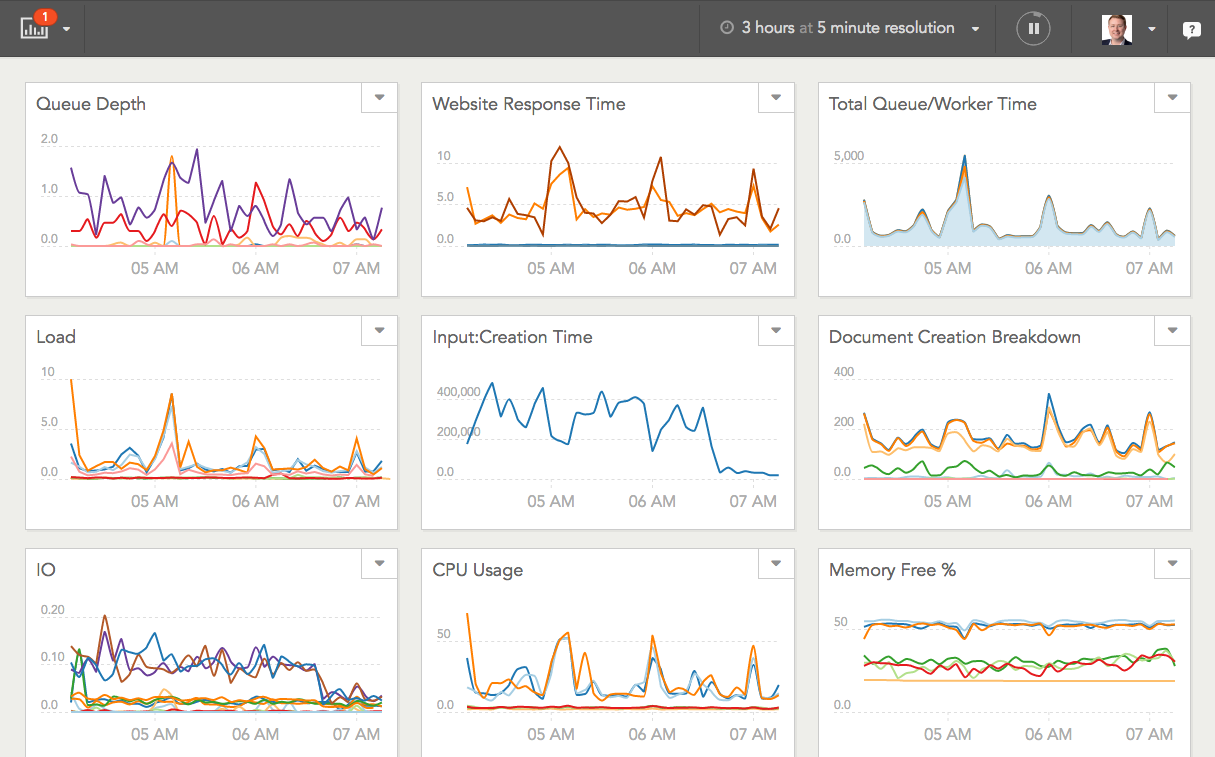 1
3 hours at 5 minute resolution
?
Queue Depth
2.0
1.0
0.0
05 AM 06 AM 07 AM
Website Response Time
10
5.0
0.0
05 AM 06 AM 07 AM
Total Queue/Worker Time
5,000
0.0
05 AM 06 AM 07 AM
Load
10
5.0
0.0
05 AM 06 AM 07 AM
Input:Creation Time
400,000
200,000
0.0
05 AM 06 AM 07 AM
Document Creation Breakdown
400
200
0.0
05 AM 06 AM 07 AM
IO
0.20
0.10
0.0
05 AM 06 AM 07 AM
CPU Usage
50
0.0
05 AM 06 AM 07 AM
Memory Free %
50
0.0
05 AM 06 AM 07 AM